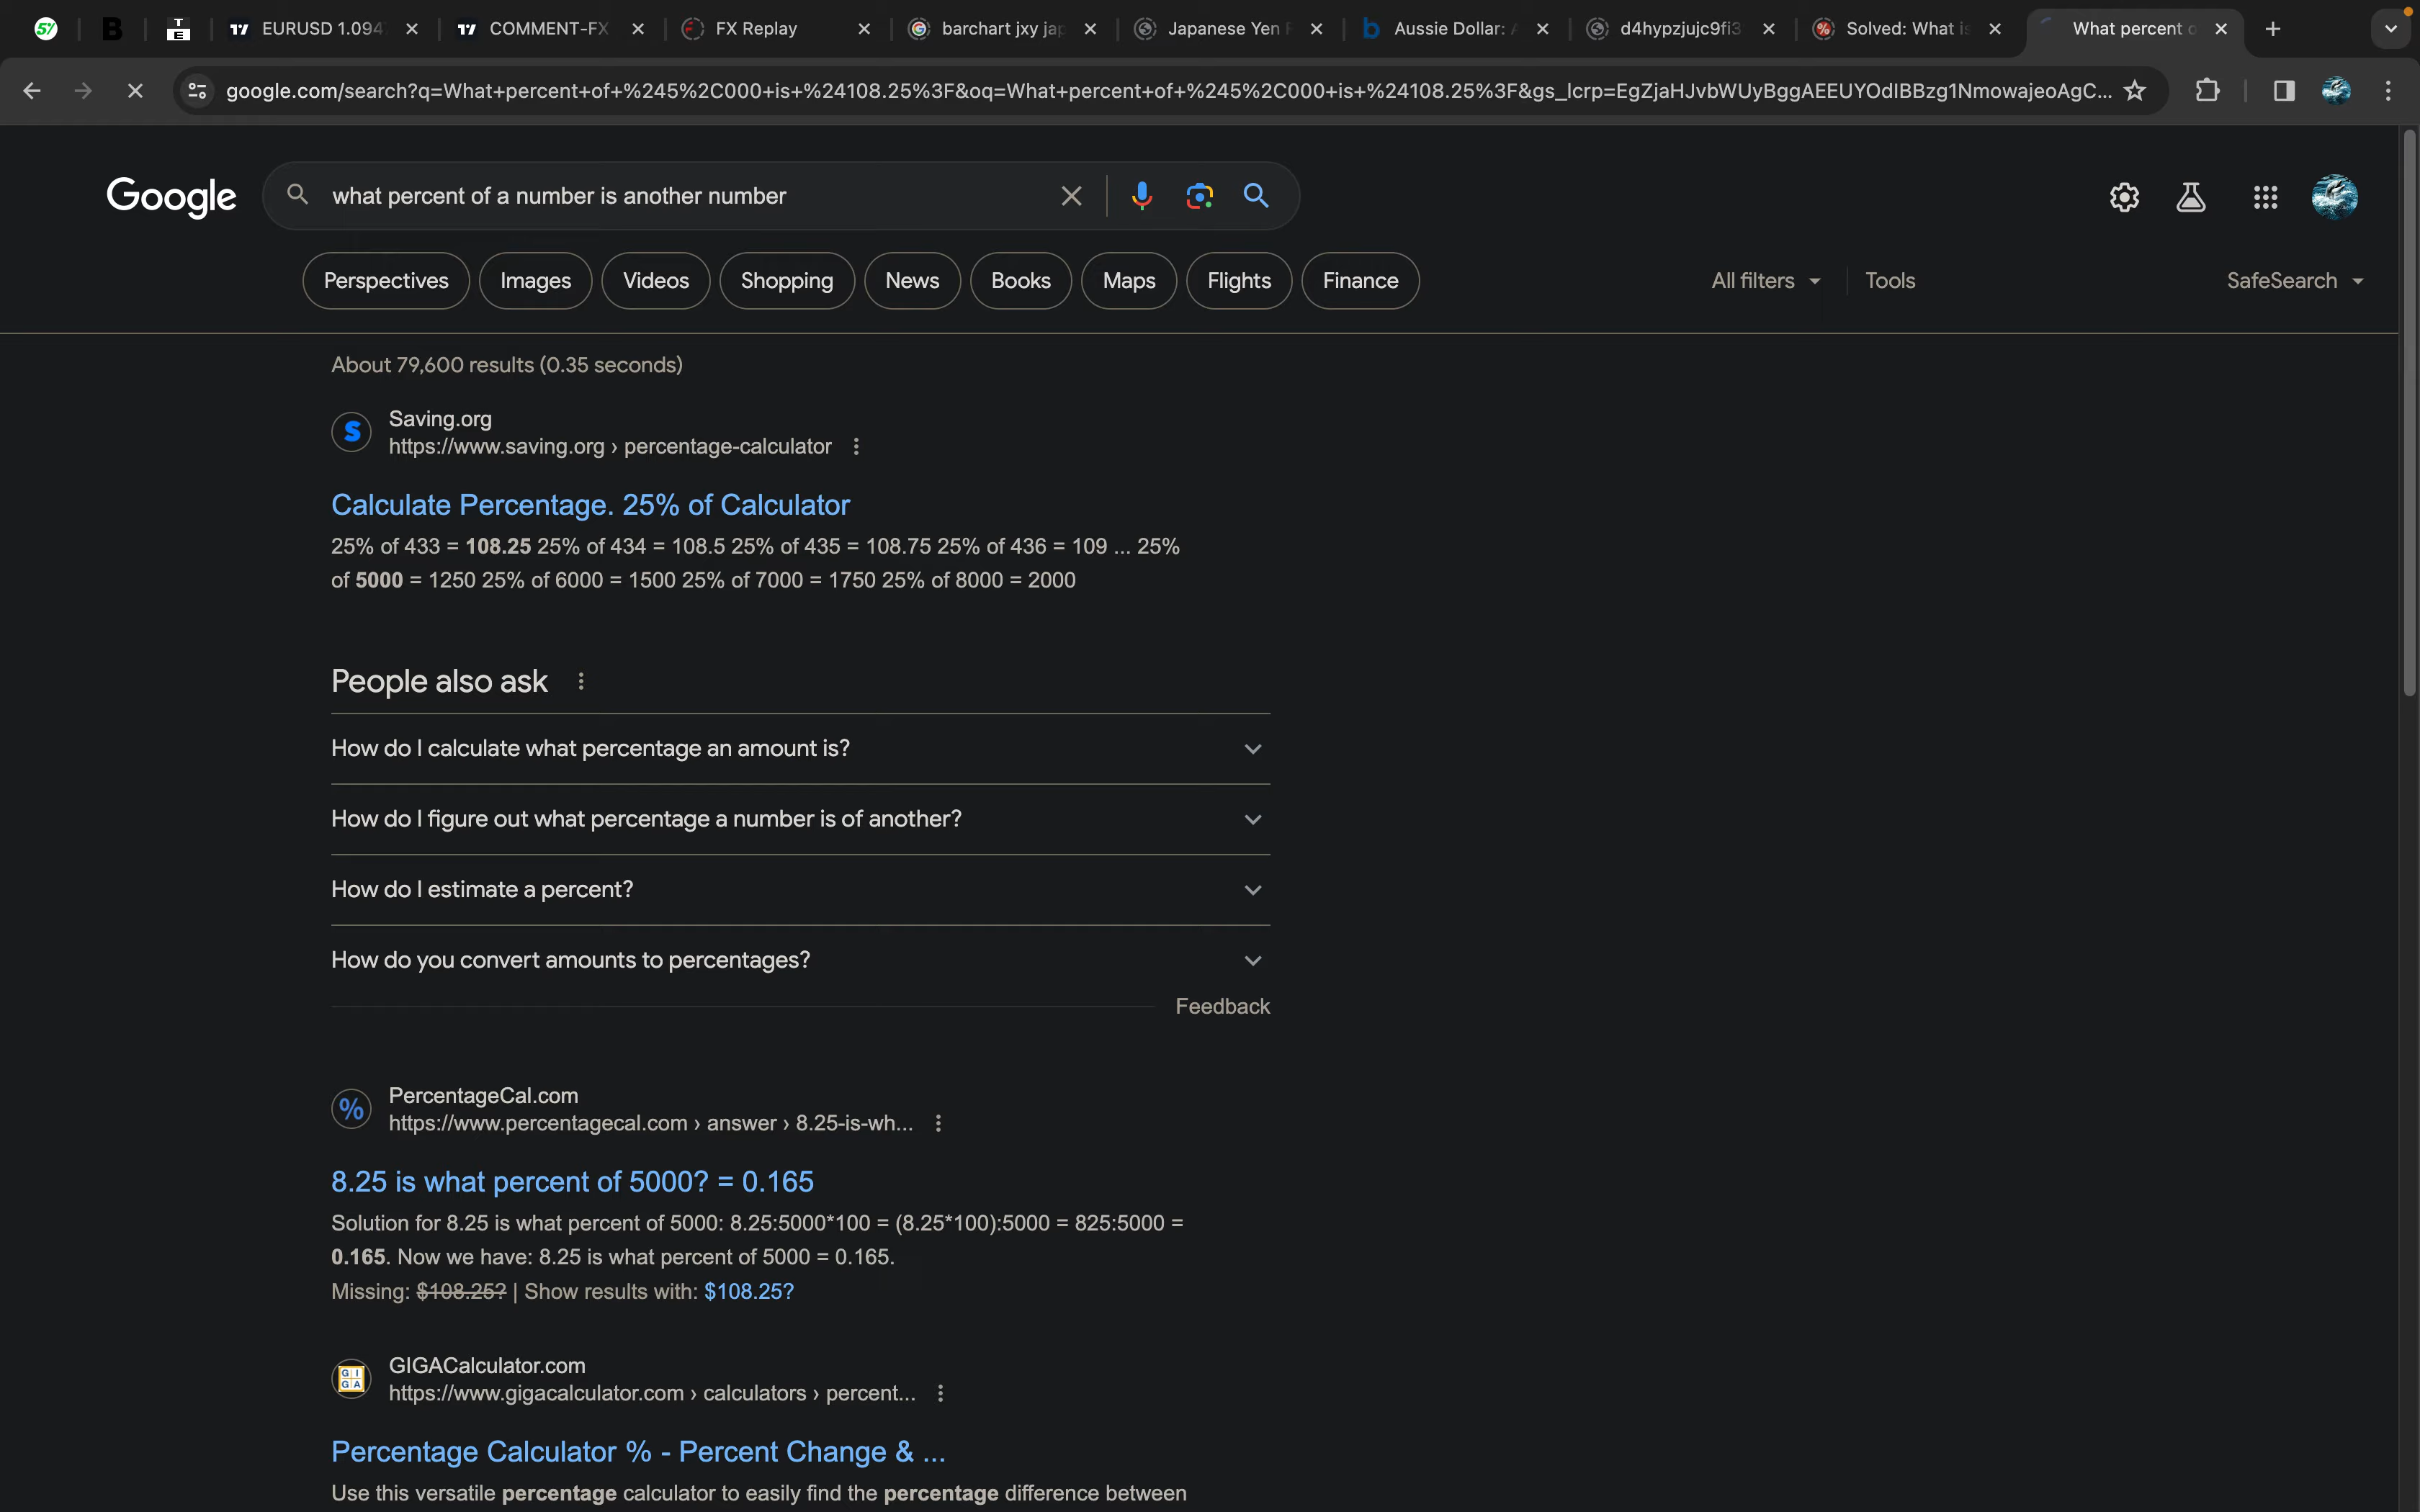 EURUSD 1.094
COMMENT-FX
FX Replay
barchart jxy jap
Japanese Yen F
Aussie Dollar: A
d4hypzjujc9fi3
Solved: What is
What percent o
google.com/search?q=What+percent+of+%245%2C000+is+%24108.25%3F&oq=What+percent+of+%245%2C000+is+%24108.25%3F&gs_lcrp=EgZjaHJvbWUyBggAEEUYOdIBBzg1NmowajeoAgC...
Google
what percent of a number is another number
Perspectives
Images
Videos
Shopping
News
Books
Maps
Flights
Finance
All filters
Tools
SafeSearch
About 79,600 results (0.35 seconds)
Saving.org
https://www.saving.org › percentage-calculator
Calculate Percentage. 25% of Calculator
25% of 433 = 108.25 25% of 434 = 108.5 25% of 435 = 108.75 25% of 436 = 109 ... 25%
of 5000 = 1250 25% of 6000 = 1500 25% of 7000 = 1750 25% of 8000 = 2000
People also ask
How do I calculate what percentage an amount is?
How do I figure out what percentage a number is of another?
How do I estimate a percent?
How do you convert amounts to percentages?
Feedback
PercentageCal.com
https://www.percentagecal.com › answer › 8.25-is-wh...
8.25 is what percent of 5000? = 0.165
Solution for 8.25 is what percent of 5000: 8.25:5000*100 = (8.25*100):5000 = 825:5000 =
0.165. Now we have: 8.25 is what percent of 5000 = 0.165.
Missing: $108.25? | Show results with: $108.25?
GIGACalculator.com
https://www.gigacalculator.com › calculators › percent...
Percentage Calculator % - Percent Change & ...
Use this versatile percentage calculator to easily find the percentage difference between